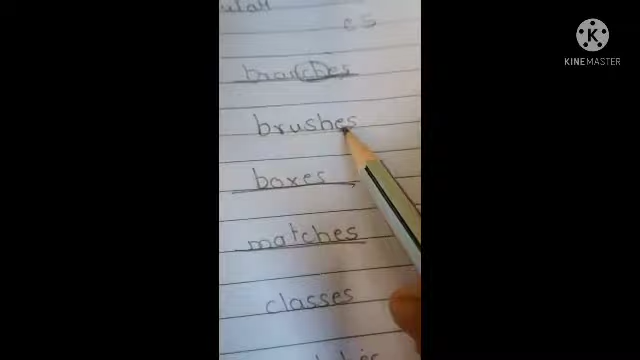 es
branches
brushes
boxes
matches
classes
KINEMASTER